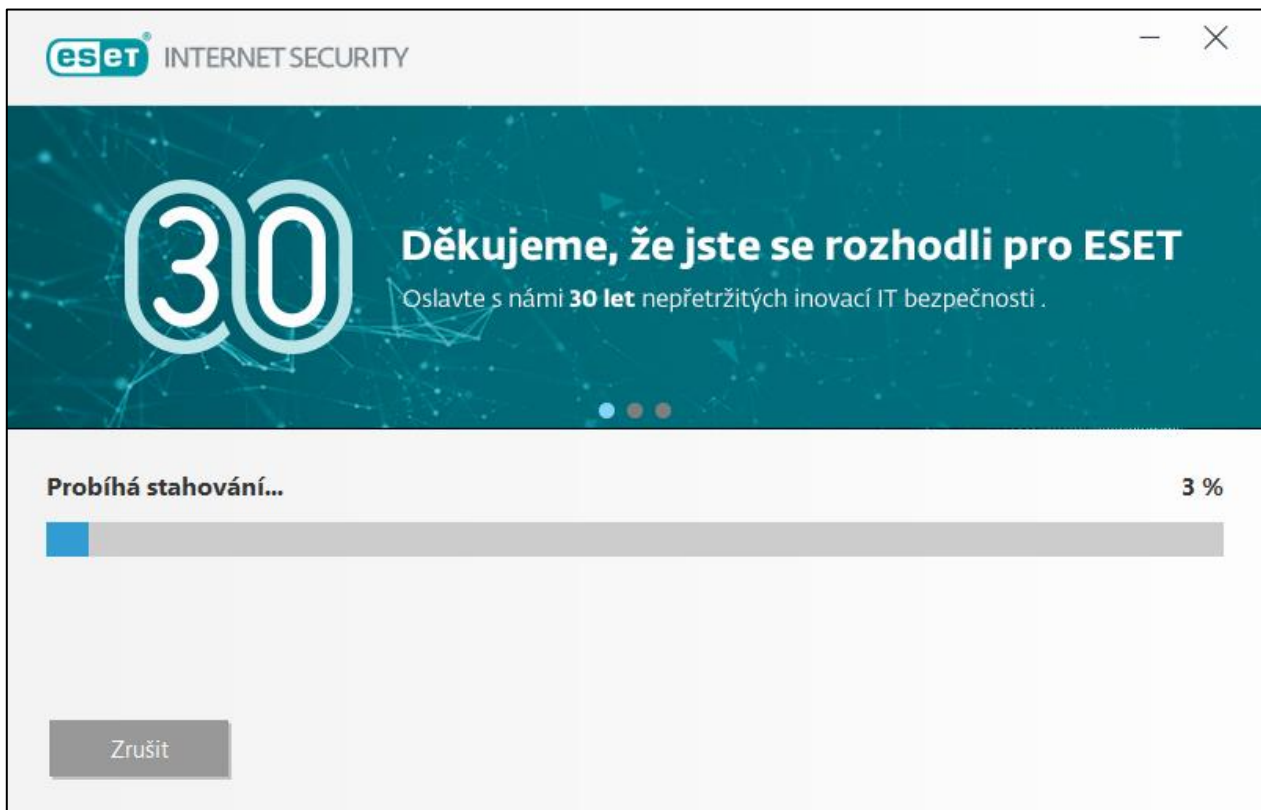 eseT® INTERNET SECURITY
30
Děkujeme, že jste se rozhodli pro ESET
Oslavte s námi 30 let nepřetržitých inovací IT bezpečnosti .
Probíhá stahování... 3 %
Zrušit